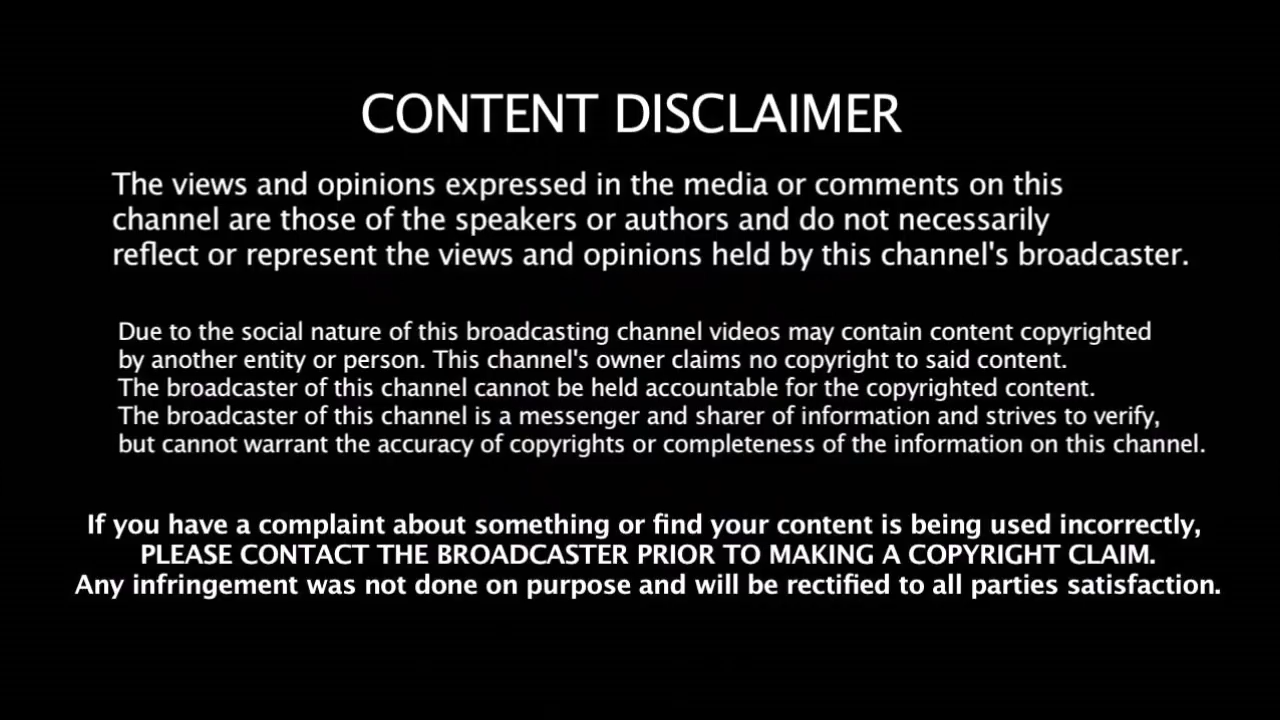 CONTENT DISCLAIMER
The views and opinions expressed in the media or comments on this
channel are those of the speakers or authors and do not necessarily
reflect or represent the views and opinions held by this channel's broadcaster.
Due to the social nature of this broadcasting channel videos may contain content copyrighted
by another entity or person. This channel's owner claims no copyright to said content.
The broadcaster of this channel cannot be held accountable for the copyrighted content.
The broadcaster of this channel is a messenger and sharer of information and strives to verify,
but cannot warrant the accuracy of copyrights or completeness of the information on this channel.
If you have a complaint about something or find your content is being used incorrectly,
PLEASE CONTACT THE BROADCASTER PRIOR TO MAKING A COPYRIGHT CLAIM.
Any infringement was not done on purpose and will be rectified to all parties satisfaction.